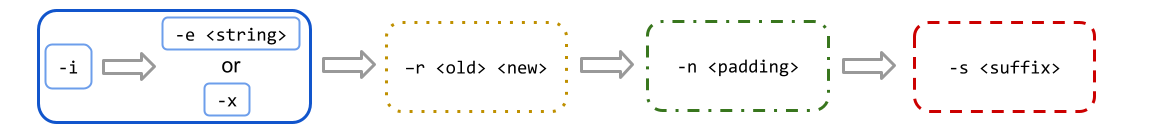 -i
-e <string>
or
-x
–r <old> <new>
-n <padding>
-s <suffix>